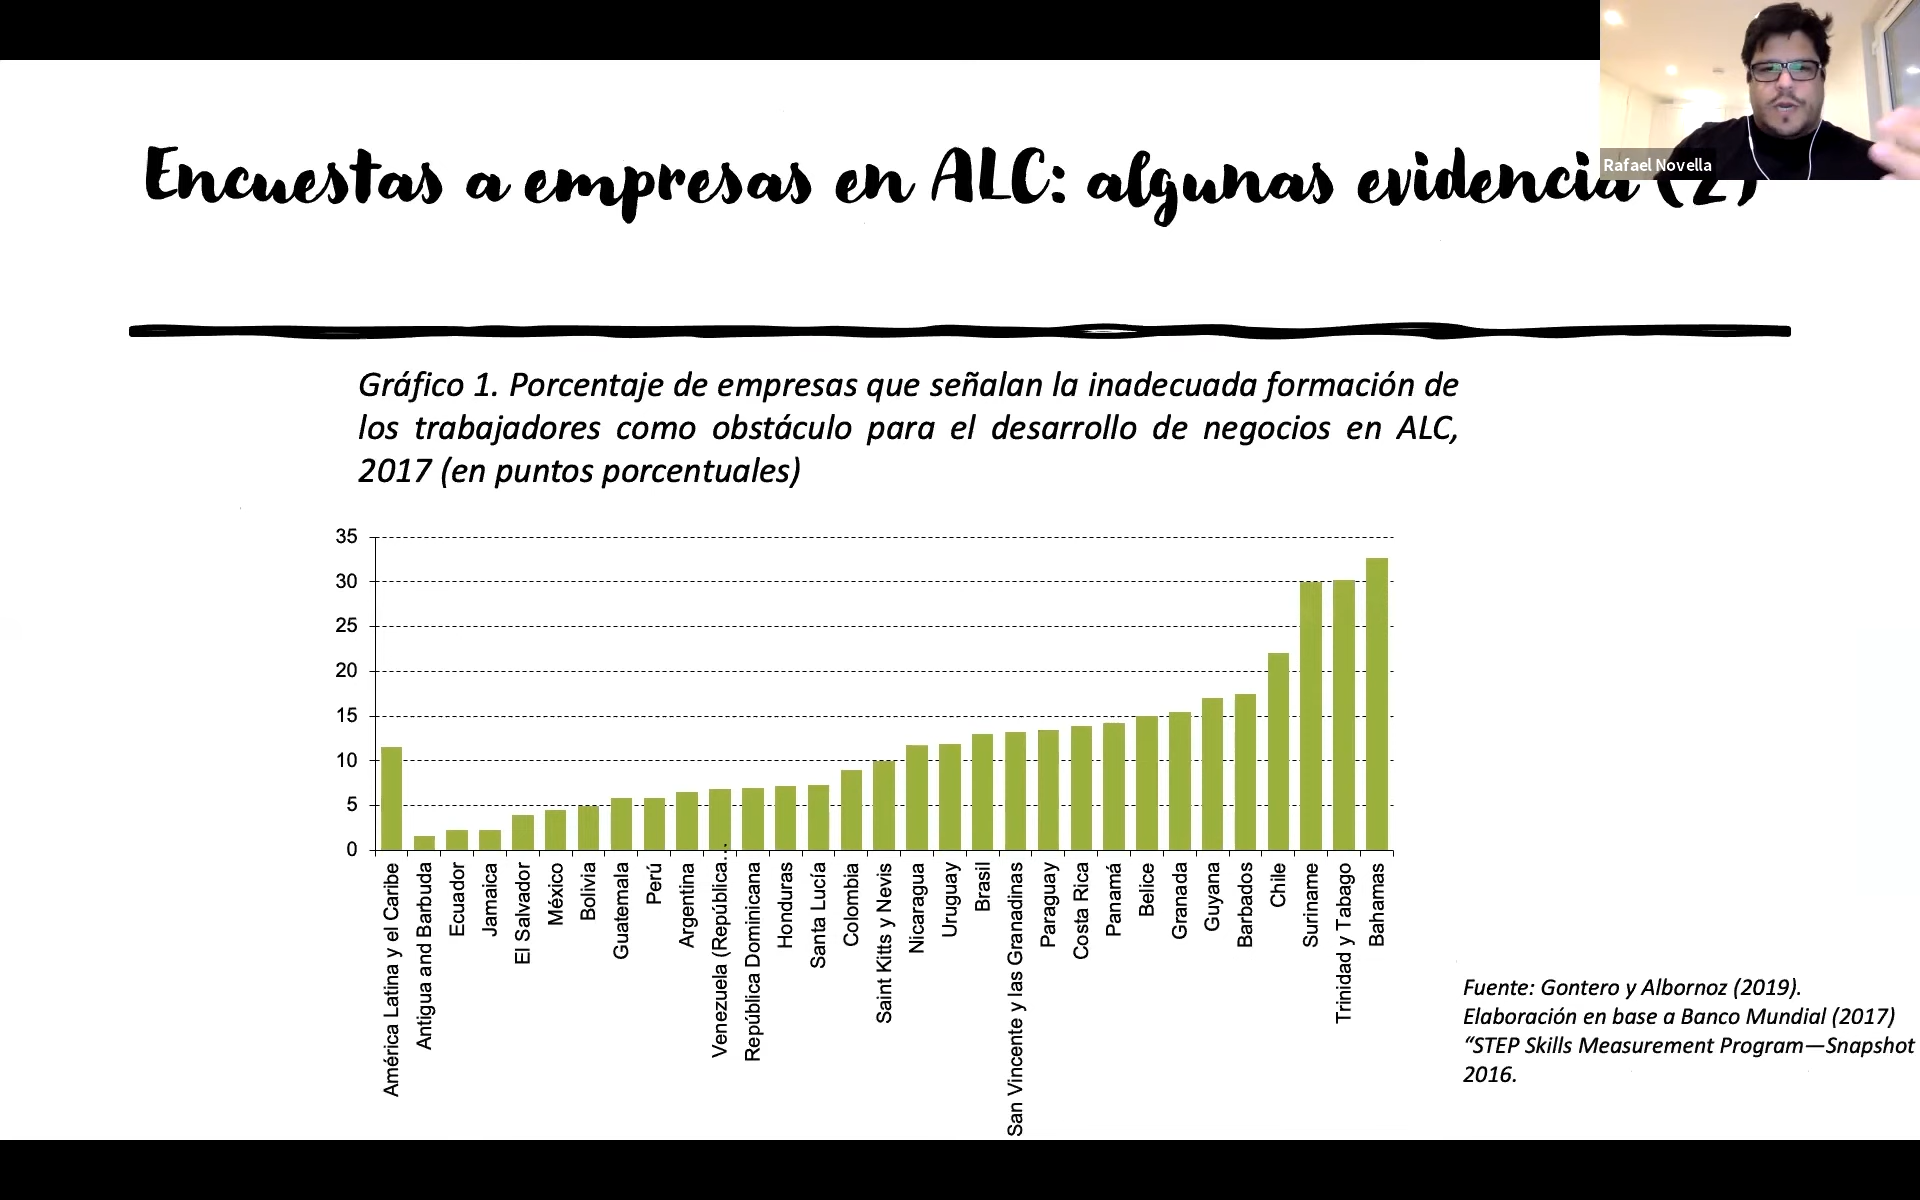 Rafael Novella
Encuestas a empresas en ALC: algunas evidencia (2)
Gráfico 1. Porcentaje de empresas que señalan la inadecuada formación de
los trabajadores como obstáculo para el desarrollo de negocios en ALC,
2017 (en puntos porcentuales)
35
30
25
20
15
10
5
0
América Latina y el Caribe
Antigua and Barbuda
Ecuador
Jamaica
El Salvador
México
Bolivia
Guatemala
Perú
Argentina
Venezuela (República...
República Dominicana
Honduras
Santa Lucía
Colombia
Saint Kitts y Nevis
Nicaragua
Uruguay
Brasil
San Vincente y las Granadinas
Paraguay
Costa Rica
Panamá
Belice
Granada
Guyana
Barbados
Chile
Suriname
Trinidad y Tabago
Bahamas
Fuente: Gontero y Albornoz (2019).
Elaboración en base a Banco Mundial (2017)
“STEP Skills Measurement Program—Snapshot
2016.